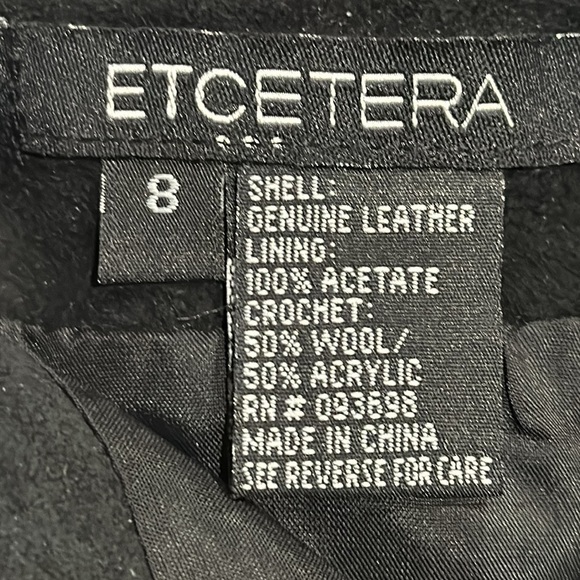 ETCETERA
...
8
SHELL:
GENUINE LEATHER
LINING:
100% ACETATE
CROCHET:
50% WOOL/
50% ACRYLIC
RN # 093698
MADE IN CHINA
SEE REVERSE FOR CARE